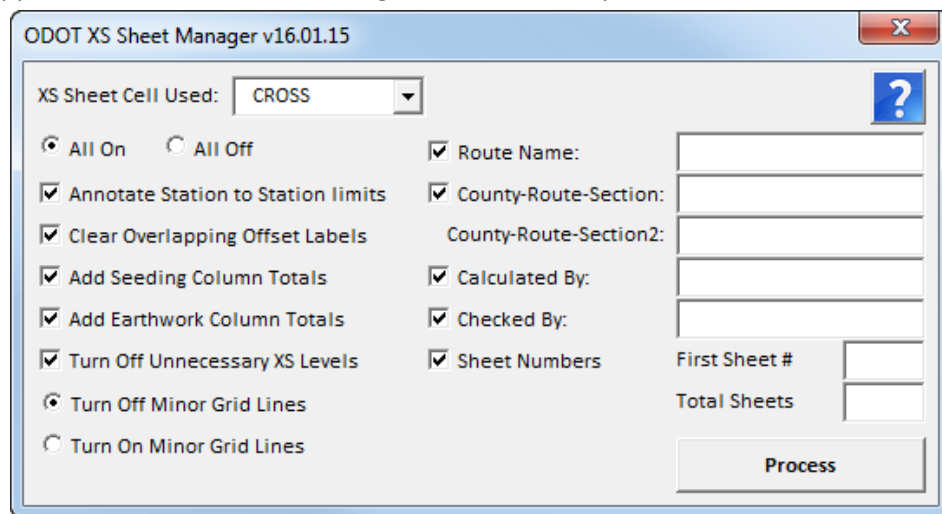 ODOT XS Sheet Manager v16.01.15
x
XS Sheet Cell Used: CROSS
?
All On All Off
Annotate Station to Station limits
Clear Overlapping Offset Labels
Add Seeding Column Totals
Add Earthwork Column Totals
Turn Off Unnecessary XS Levels
Turn Off Minor Grid Lines
Turn On Minor Grid Lines
Route Name:
County-Route-Section:
County-Route-Section2:
Calculated By:
Checked By:
Sheet Numbers
First Sheet #
Total Sheets
Process